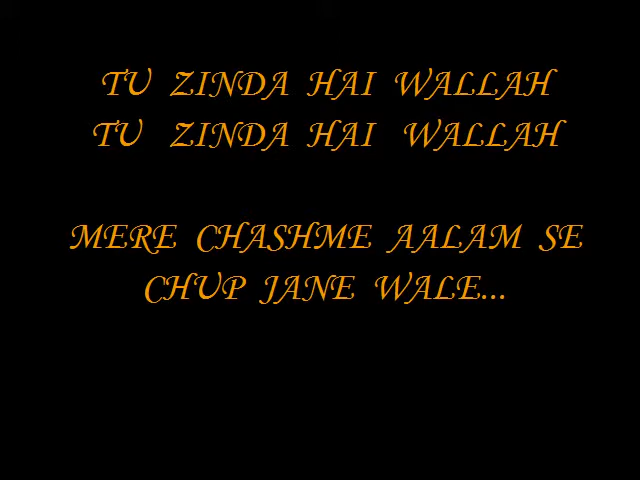 TU ZINDA HAI WALLAH
TU ZINDA HAI WALLAH
MERE CHASHME AALAM SE
CHUP JANE WALE...